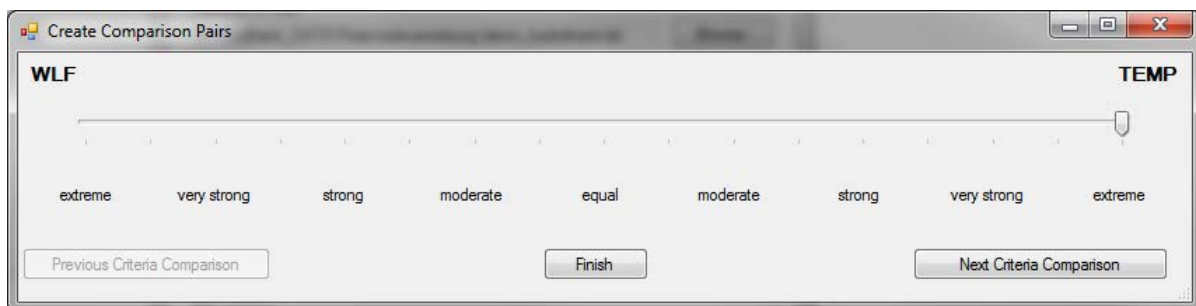 Create Comparison Pairs
WLF TEMP
extreme very strong strong moderate equal moderate strong very strong extreme
Previous Criteria Comparison Finish Next Criteria Comparison